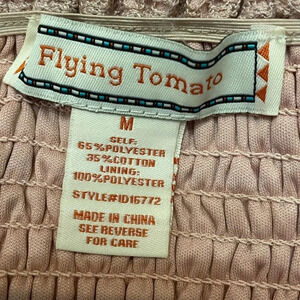 Flying Tomato
M
SELF:
65%POLYESTER
35%COTTON
LINING:
100%POLYESTER
STYLE#ID16772
MADE IN CHINA
SEE REVERSE
FOR CARE